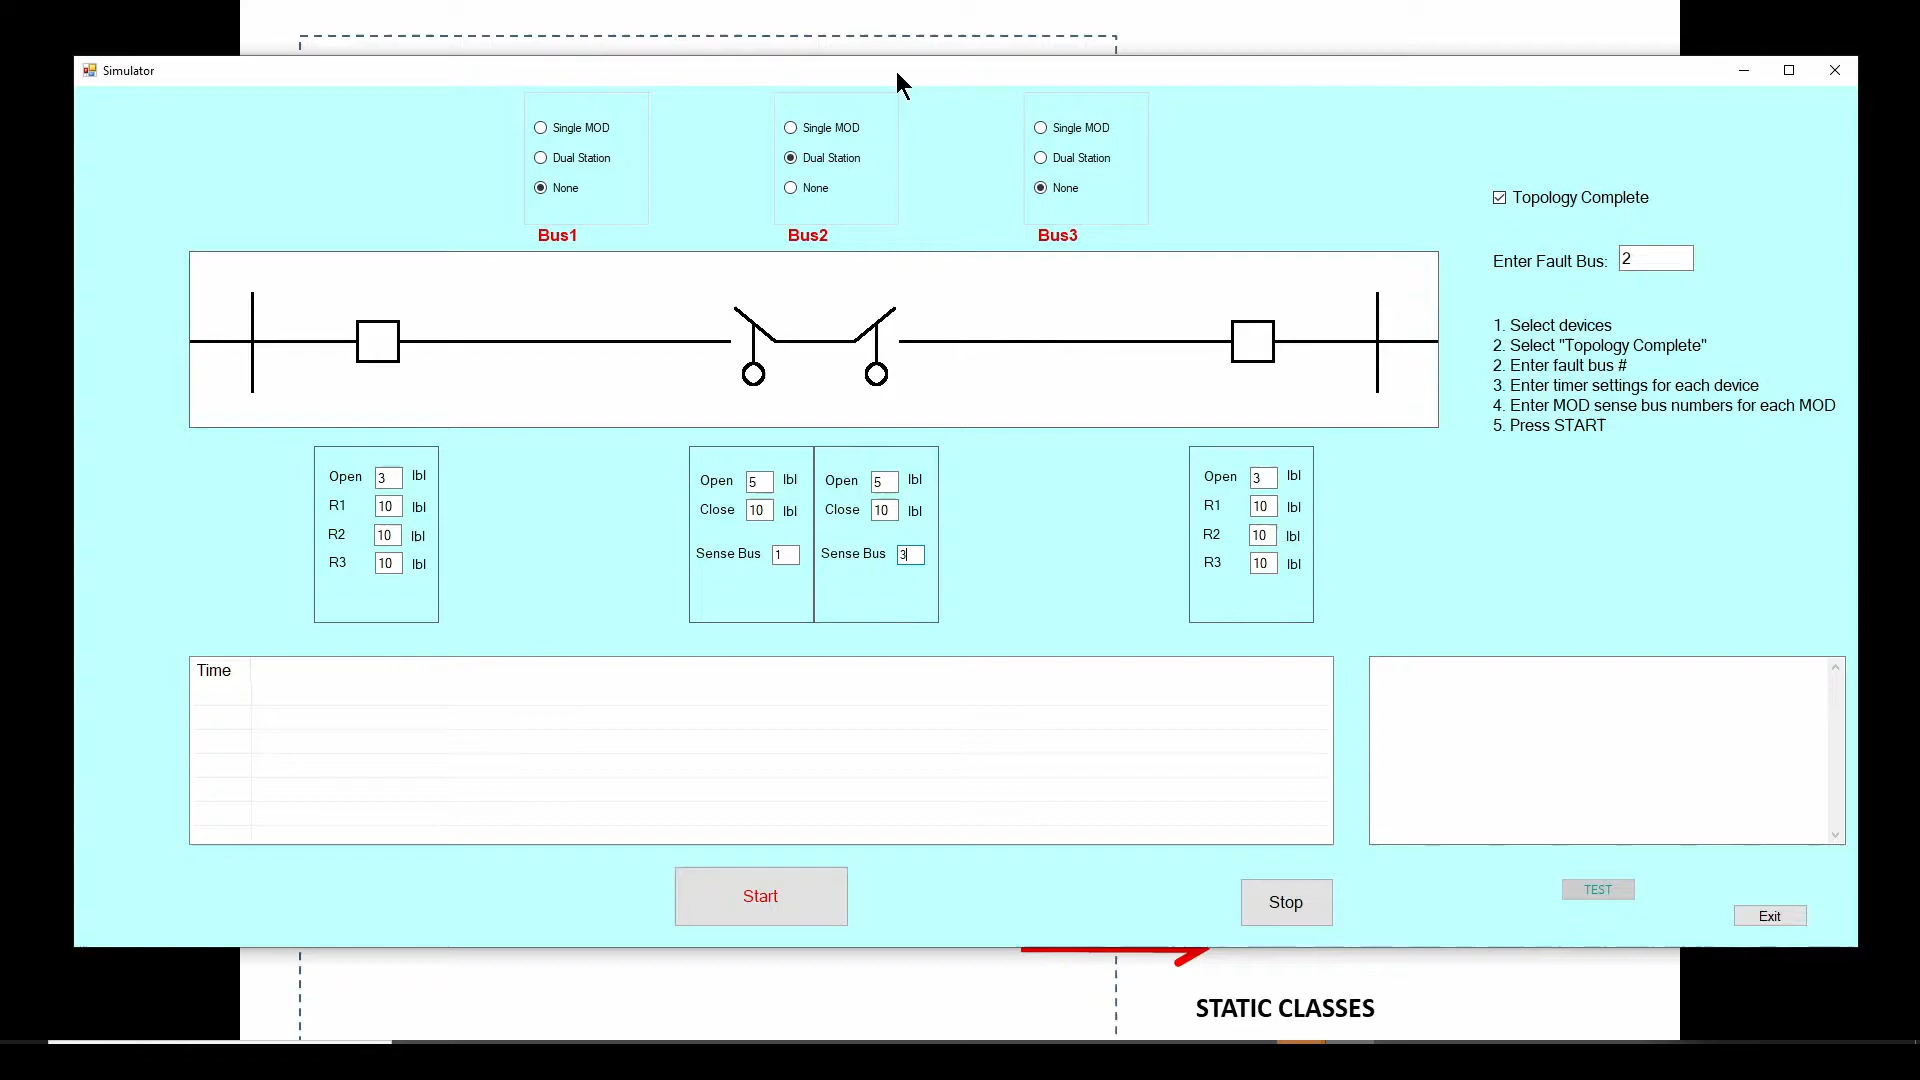 Simulator
Single MOD
Dual Station
None
Bus1
Single MOD
Dual Station
None
Bus2
Single MOD
Dual Station
None
Bus3
Topology Complete
Enter Fault Bus: 2
1. Select devices
2. Select "Topology Complete"
2. Enter fault bus #
3. Enter timer settings for each device
4. Enter MOD sense bus numbers for each MOD
5. Press START
Open 3 lbl
R1 10 lbl
R2 10 lbl
R3 10 lbl
Open 5 lbl
Close 10 lbl
Sense Bus 1
Open 5 lbl
Close 10 lbl
Sense Bus 3
Open 3 lbl
R1 10 lbl
R2 10 lbl
R3 10 lbl
Time
Start
Stop
TEST
Exit
STATIC CLASSES